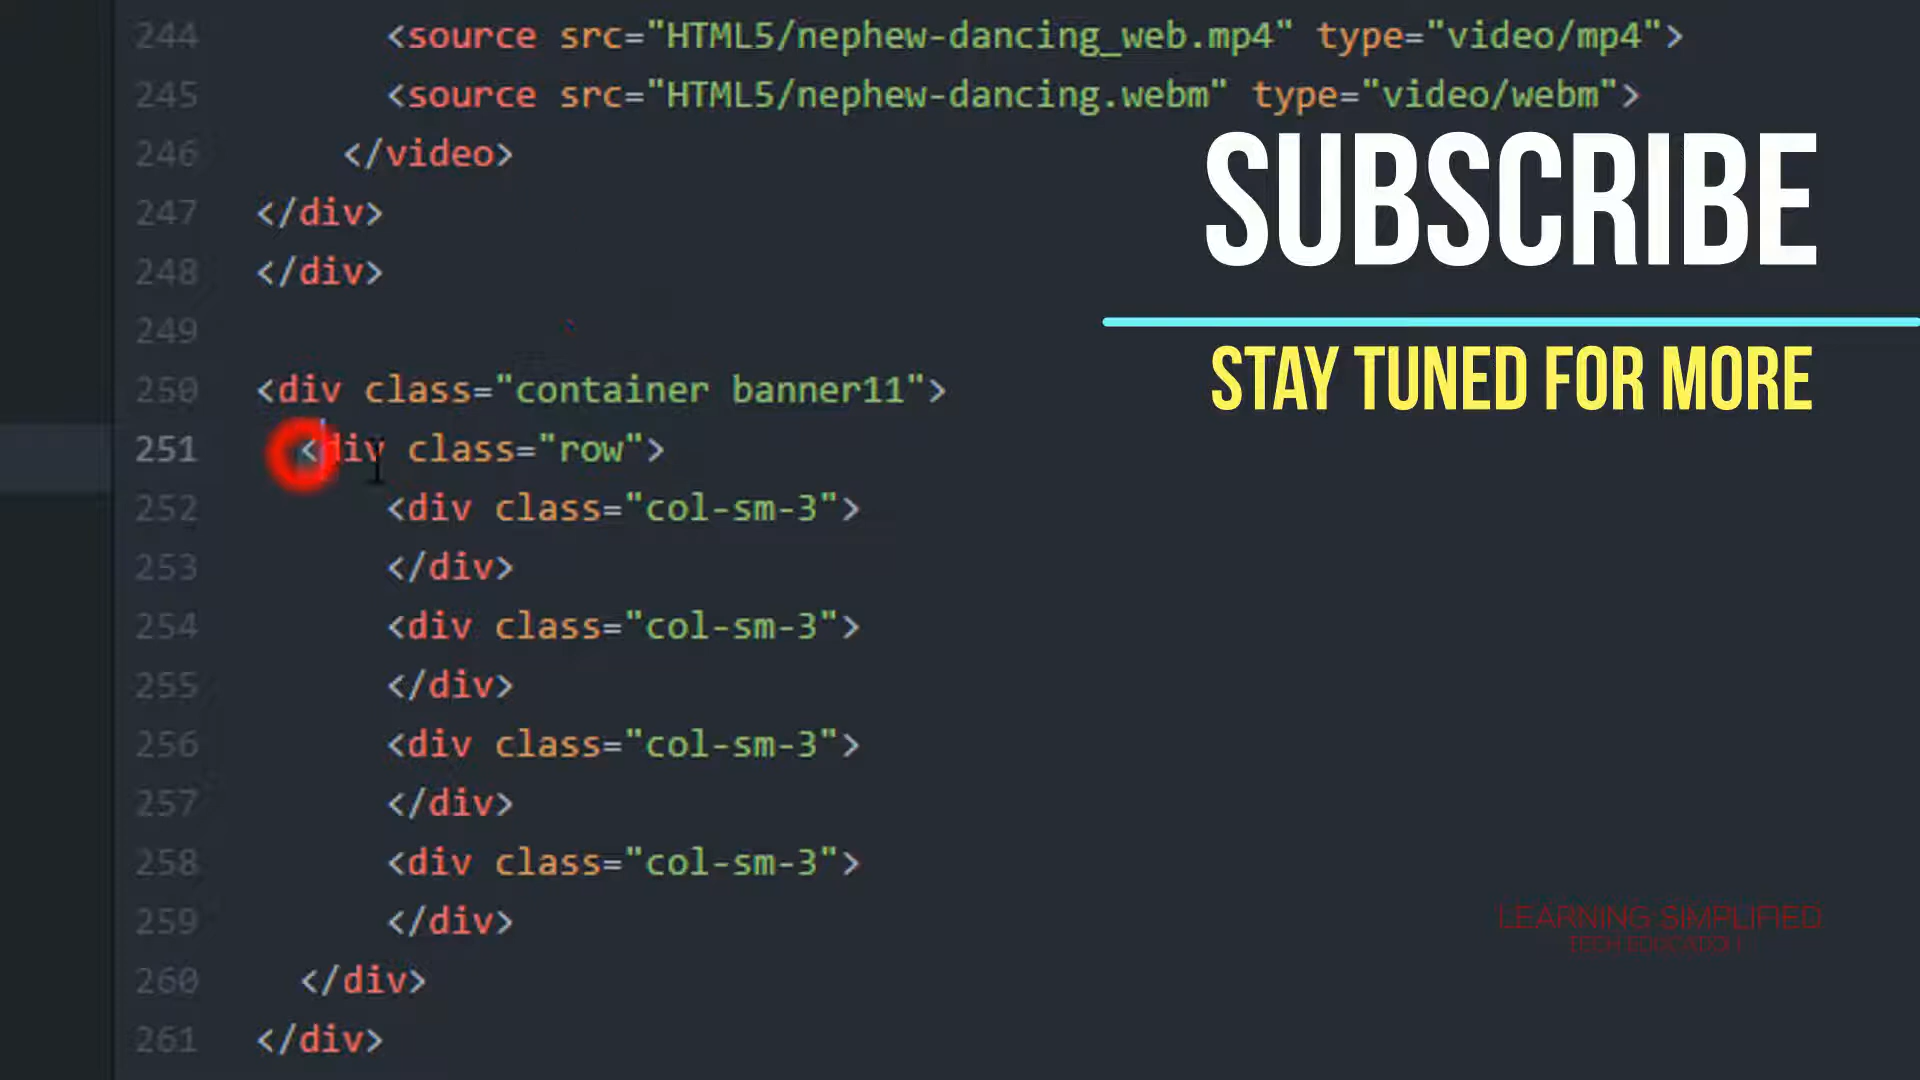 244 <source src="HTML5/nephew-dancing_web.mp4" type="video/mp4">
245 <source src="HTML5/nephew-dancing.webm" type="video/webm">
246 </video>
247 </div>
248 </div>
249
250 <div class="container banner11">
251 <div class="row">
252 <div class="col-sm-3">
253 </div>
254 <div class="col-sm-3">
255 </div>
256 <div class="col-sm-3">
257 </div>
258 <div class="col-sm-3">
259 </div>
260 </div>
261 </div>
SUBSCRIBE
STAY TUNED FOR MORE
LEARNING SIMPLIFIED
TECH EDUCATION